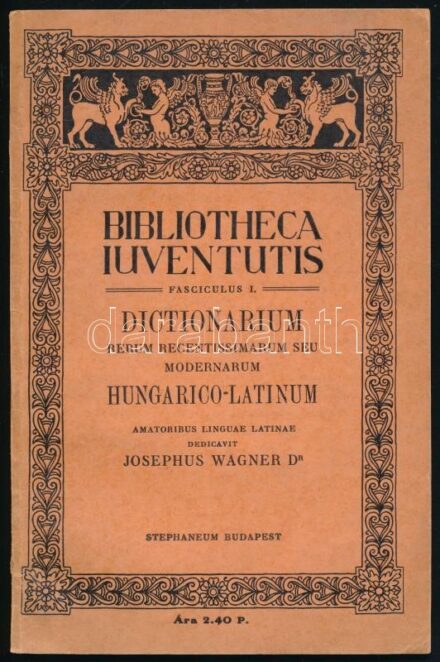 BIBLIOTHECA
IUVENTUTIS
FASCICULUS I.
DICTIONARIUM
RERUM RECENTISSIMARUM SEU
MODERNARUM
HUNGARICO-LATINUM
AMATORIBUS LINGUAE LATINAE
DEDICAVIT
JOSEPHUS WAGNER DR
STEPHANEUM BUDAPEST
Ára 2.40 P.
darabanth